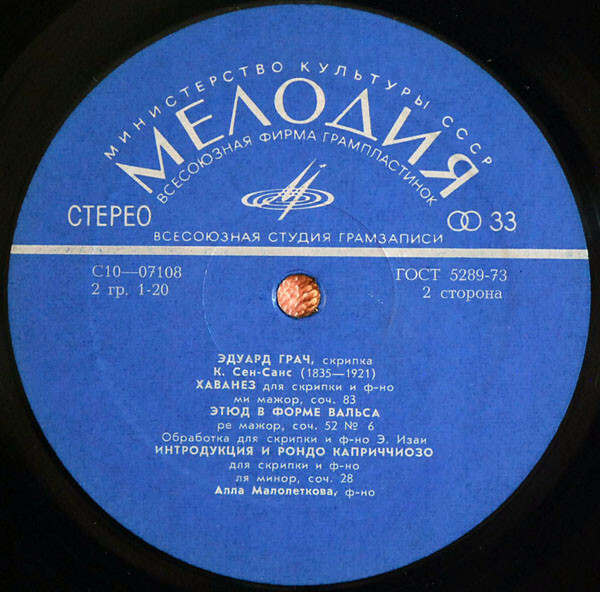 МИНИСТЕРСТВО КУЛЬТУРЫ СССР
МЕЛОДИЯ
ВСЕСОЮЗНАЯ ФИРМА ГРАМПЛАСТИНОК
СТЕРЕО
33
ВСЕСОЮЗНАЯ СТУДИЯ ГРАМЗАПИСИ
С10—07108
ГОСТ 5289-73
2 гр. 1-20
2 сторона
ЭДУАРД ГРАЧ, скрипка
К. Сен-Санс (1835—1921)
ХАВАНЕЗ для скрипки и ф-но
ми мажор, соч. 83
ЭТЮД В ФОРМЕ ВАЛЬСА
ре мажор, соч. 52 № 6
Обработка для скрипки и ф-но Э. Изаи
ИНТРОДУКЦИЯ И РОНДО КАПРИЧЧИОЗО
для скрипки и ф-но
ля минор, соч. 28
Алла Малолеткова, ф-но